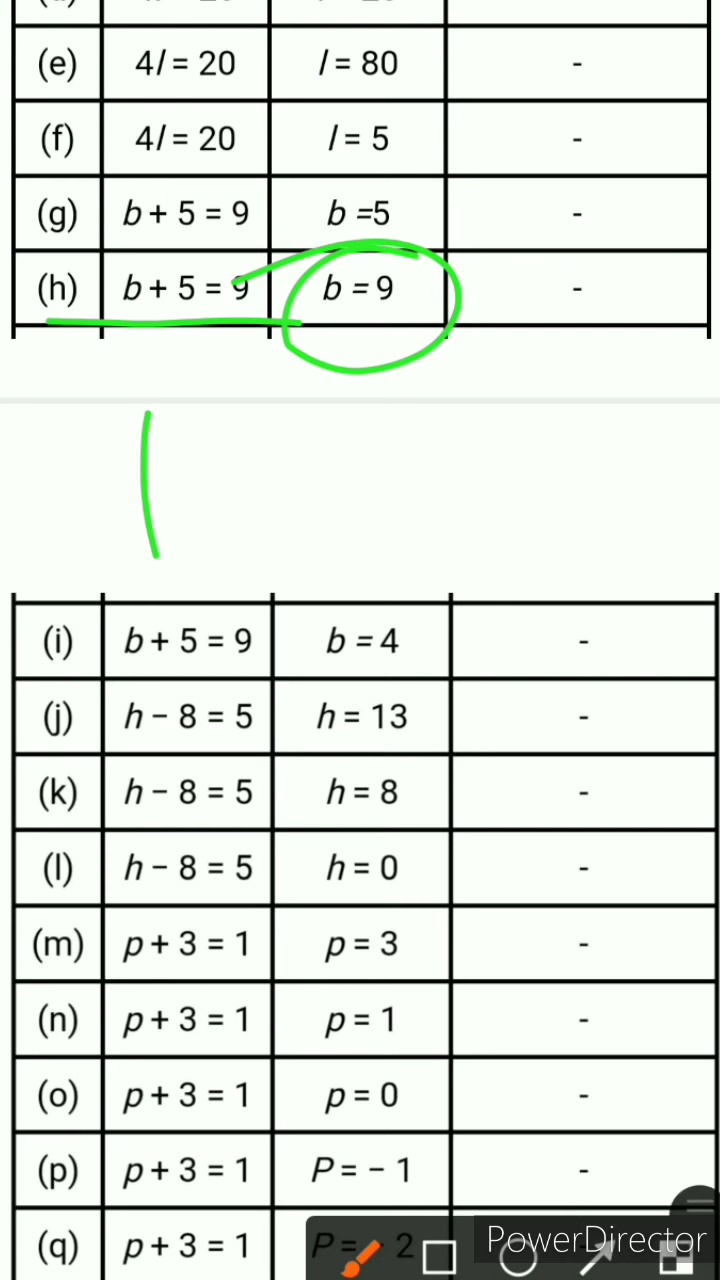 (e) 4l = 20 l = 80 -
(f) 4l = 20 l = 5 -
(g) b + 5 = 9 b =5 -
(h) b + 5 = 9 b = 9 -
(i) b + 5 = 9 b = 4 -
(j) h − 8 = 5 h = 13 -
(k) h − 8 = 5 h = 8 -
(l) h − 8 = 5 h = 0 -
(m) p + 3 = 1 p = 3 -
(n) p + 3 = 1 p = 1 -
(o) p + 3 = 1 p = 0 -
(p) p + 3 = 1 P = − 1 -
(q) p + 3 = 1 P = 2
PowerDirector